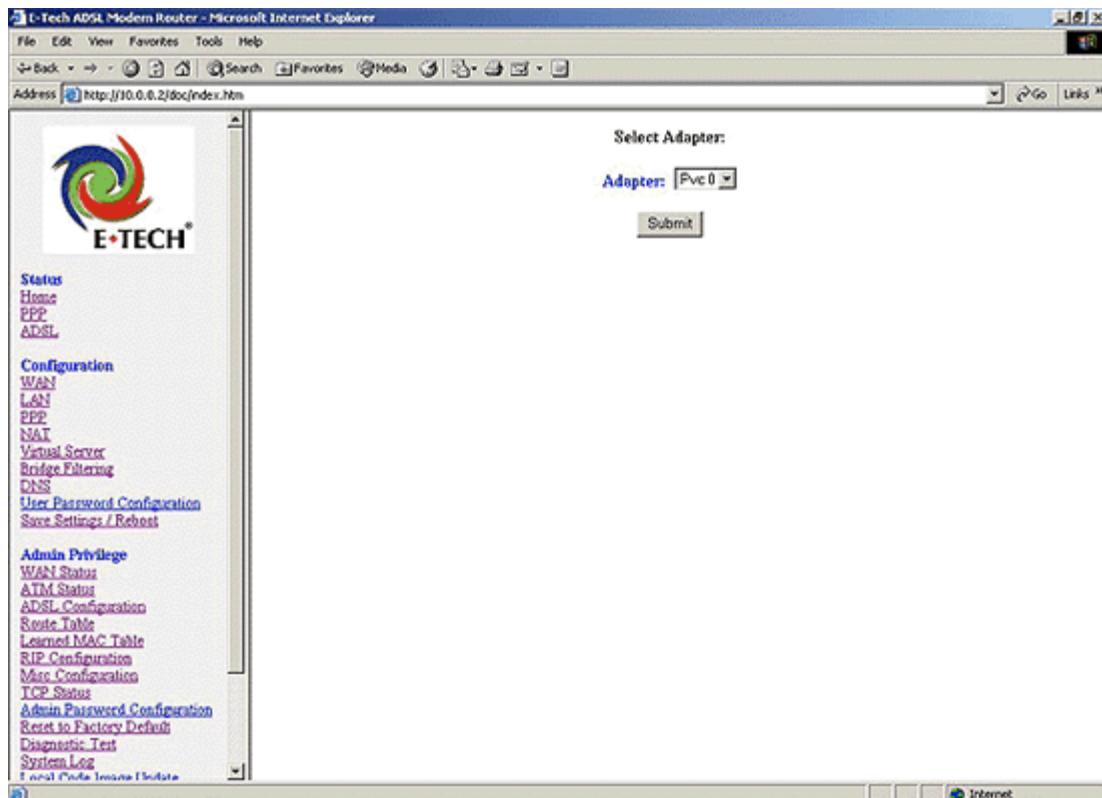 E-Tech ADSL Modem Router - Microsoft Internet Explorer
File Edit View Favorites Tools Help
Back Search Favorites Media
Address http://10.0.0.2/doc/index.htm Go Links »
E-TECH®
Status
Home
PPP
ADSL
Configuration
WAN
LAN
PPP
NAT
Virtual Server
Bridge Filtering
DNS
User Password Configuration
Save Settings / Reboot
Admin Privilege
WAN Status
ATM Status
ADSL Configuration
Route Table
Learned MAC Table
RIP Configuration
Misc Configuration
TCP Status
Admin Password Configuration
Reset to Factory Default
Diagnostic Test
System Log
Local Code Image Update
Select Adapter:
Adapter: Pvc 0
Submit
Internet